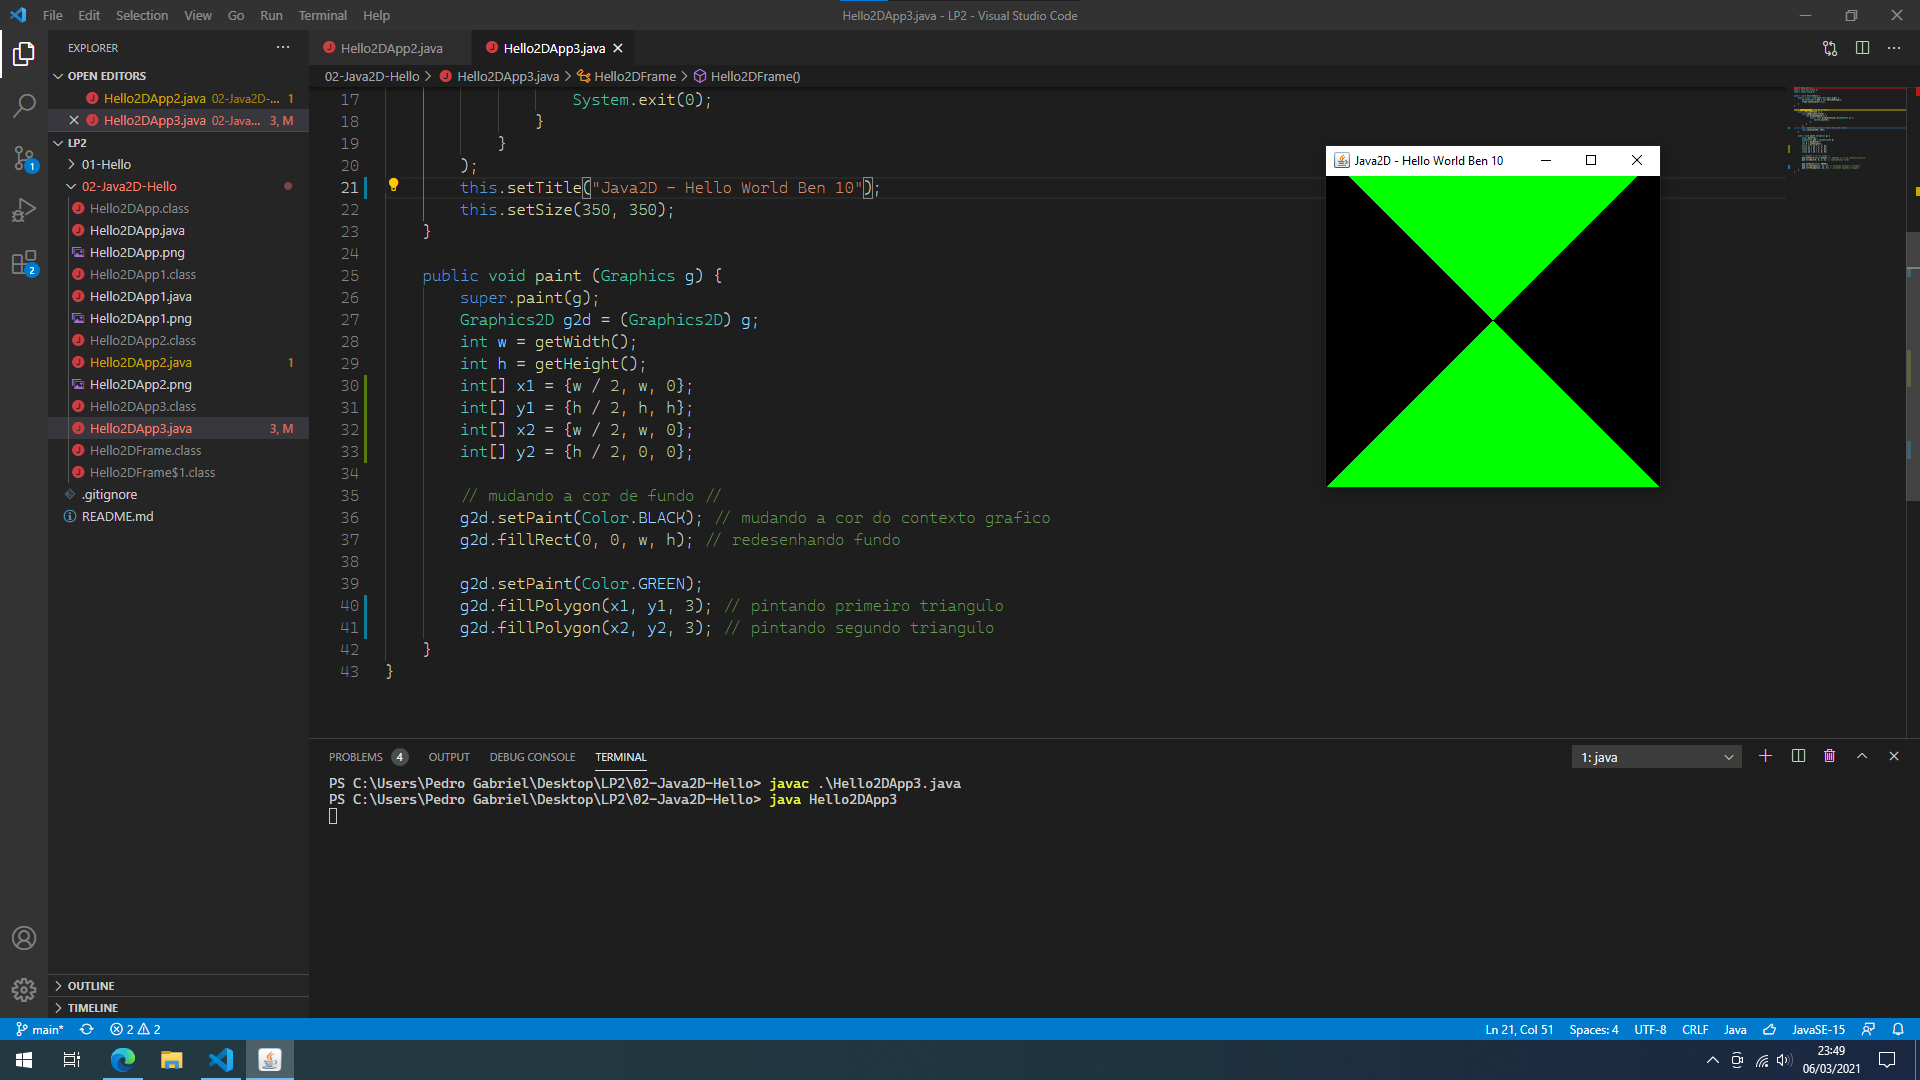 File Edit Selection View Go Run Terminal Help
Hello2DApp3.java - LP2 - Visual Studio Code
EXPLORER
OPEN EDITORS
Hello2DApp2.java 02-Java2D-... 1
Hello2DApp3.java 02-Java... 3, M
LP2
01-Hello
02-Java2D-Hello
Hello2DApp.class
Hello2DApp.java
Hello2DApp.png
Hello2DApp1.class
Hello2DApp1.java
Hello2DApp1.png
Hello2DApp2.class
Hello2DApp2.java 1
Hello2DApp2.png
Hello2DApp3.class
Hello2DApp3.java 3, M
Hello2DFrame.class
Hello2DFrame$1.class
.gitignore
README.md
OUTLINE
TIMELINE
1
2
Hello2DApp2.java
Hello2DApp3.java
02-Java2D-Hello > Hello2DApp3.java > Hello2DFrame > Hello2DFrame()
17 System.exit(0);
18 }
19 }
20 );
21 this.setTitle("Java2D - Hello World Ben 10");
22 this.setSize(350, 350);
23 }
24
25 public void paint (Graphics g) {
26 super.paint(g);
27 Graphics2D g2d = (Graphics2D) g;
28 int w = getWidth();
29 int h = getHeight();
30 int[] x1 = {w / 2, w, 0};
31 int[] y1 = {h / 2, h, h};
32 int[] x2 = {w / 2, w, 0};
33 int[] y2 = {h / 2, 0, 0};
34
35 // mudando a cor de fundo //
36 g2d.setPaint(Color.BLACK); // mudando a cor do contexto grafico
37 g2d.fillRect(0, 0, w, h); // redesenhando fundo
38
39 g2d.setPaint(Color.GREEN);
40 g2d.fillPolygon(x1, y1, 3); // pintando primeiro triangulo
41 g2d.fillPolygon(x2, y2, 3); // pintando segundo triangulo
42 }
43 }
Java2D - Hello World Ben 10
PROBLEMS 4 OUTPUT DEBUG CONSOLE TERMINAL
1: java
PS C:\Users\Pedro Gabriel\Desktop\LP2\02-Java2D-Hello> javac .\Hello2DApp3.java
PS C:\Users\Pedro Gabriel\Desktop\LP2\02-Java2D-Hello> java Hello2DApp3
main* 2 2
Ln 21, Col 51 Spaces: 4 UTF-8 CRLF Java JavaSE-15
23:49
06/03/2021